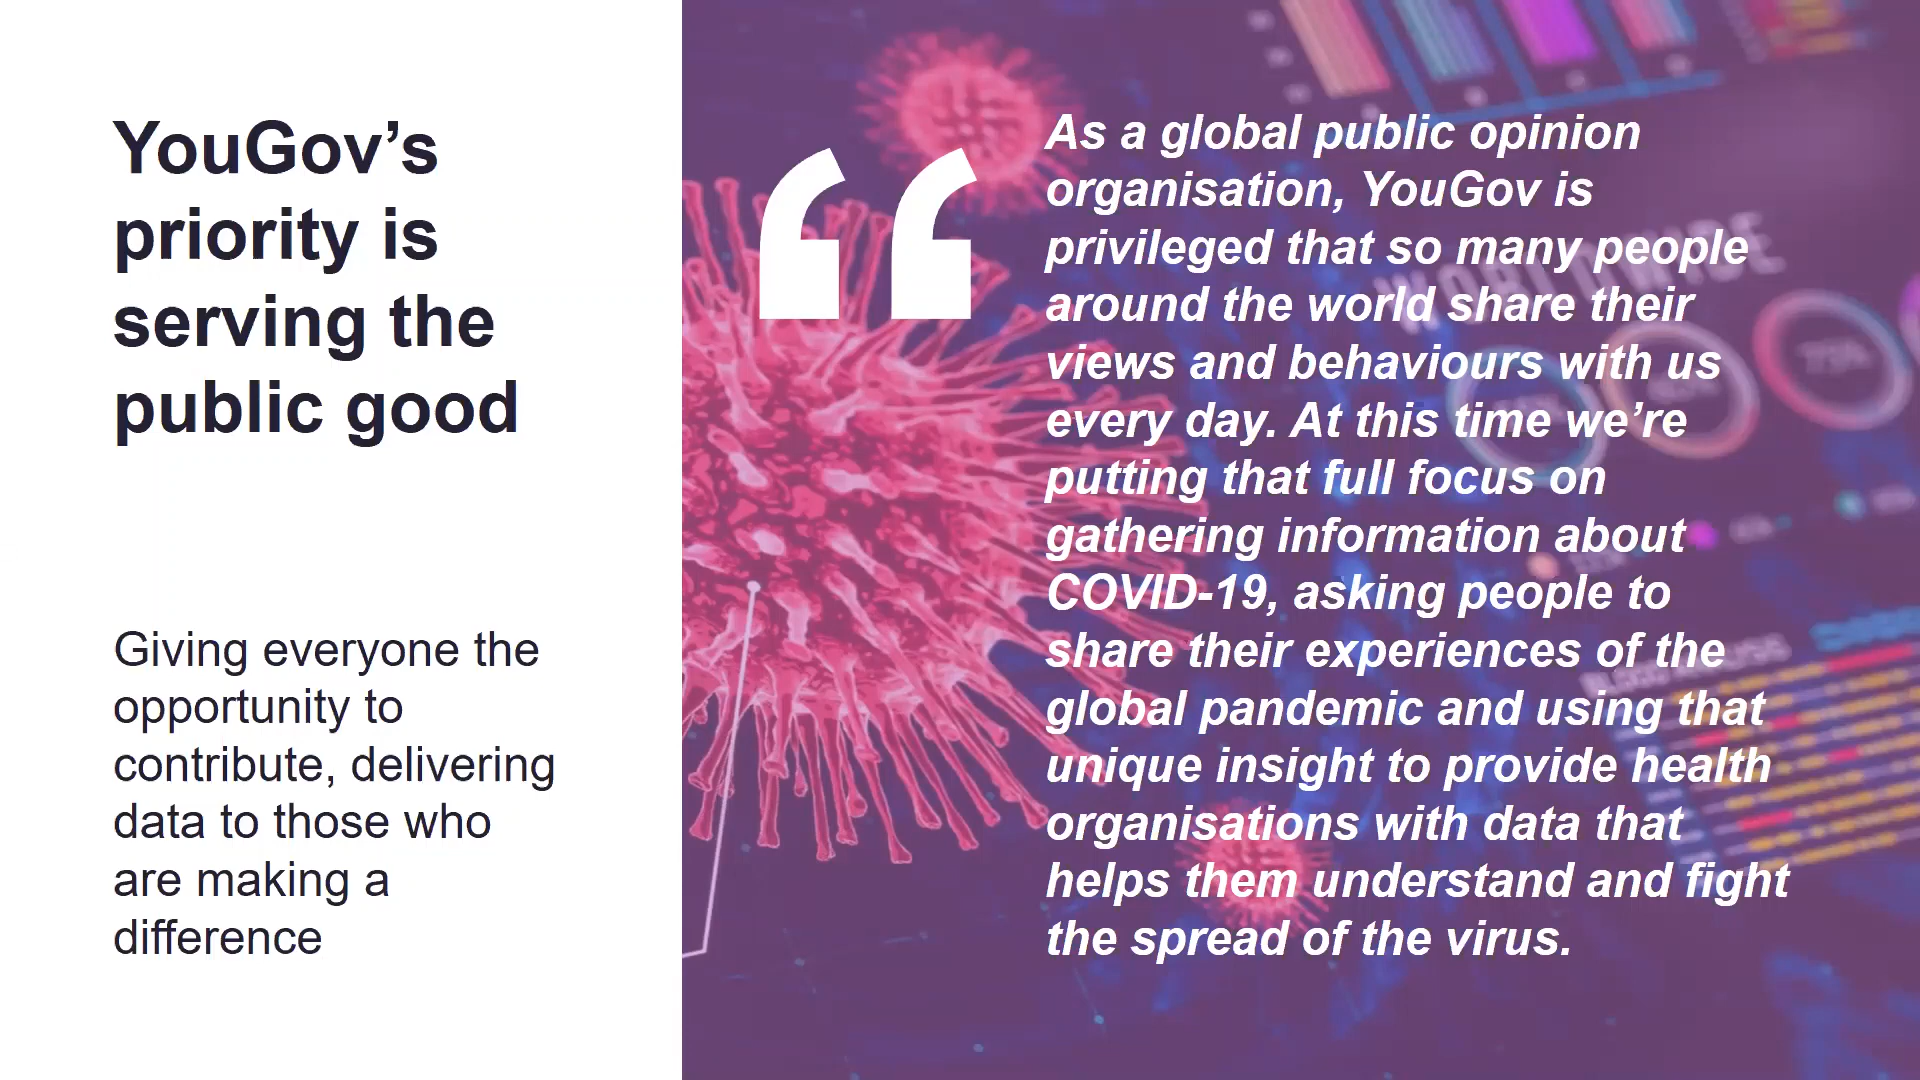 YouGov’s
priority is
serving the
public good
Giving everyone the
opportunity to
contribute, delivering
data to those who
are making a
difference
“
As a global public opinion
organisation, YouGov is
privileged that so many people
around the world share their
views and behaviours with us
every day. At this time we’re
putting that full focus on
gathering information about
COVID-19, asking people to
share their experiences of the
global pandemic and using that
unique insight to provide health
organisations with data that
helps them understand and fight
the spread of the virus.
WORLDWIDE